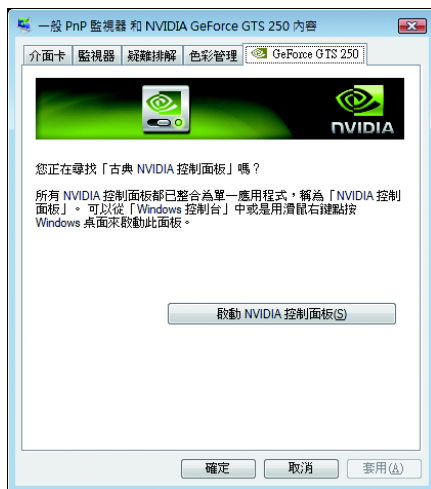 一般 PnP 監視器 和 NVIDIA GeForce GTS 250 內容
介面卡 監視器 疑難排解 色彩管理 GeForce GTS 250
NVIDIA
您正在尋找「古典 NVIDIA 控制面板」嗎？
所有 NVIDIA 控制面板都已整合為單一應用程式，稱為「NVIDIA 控制
面板」。 可以從「Windows 控制台」中或是用滑鼠右鍵點按
Windows 桌面來啟動此面板。
啟動 NVIDIA 控制面板(S)
確定 取消 套用(A)